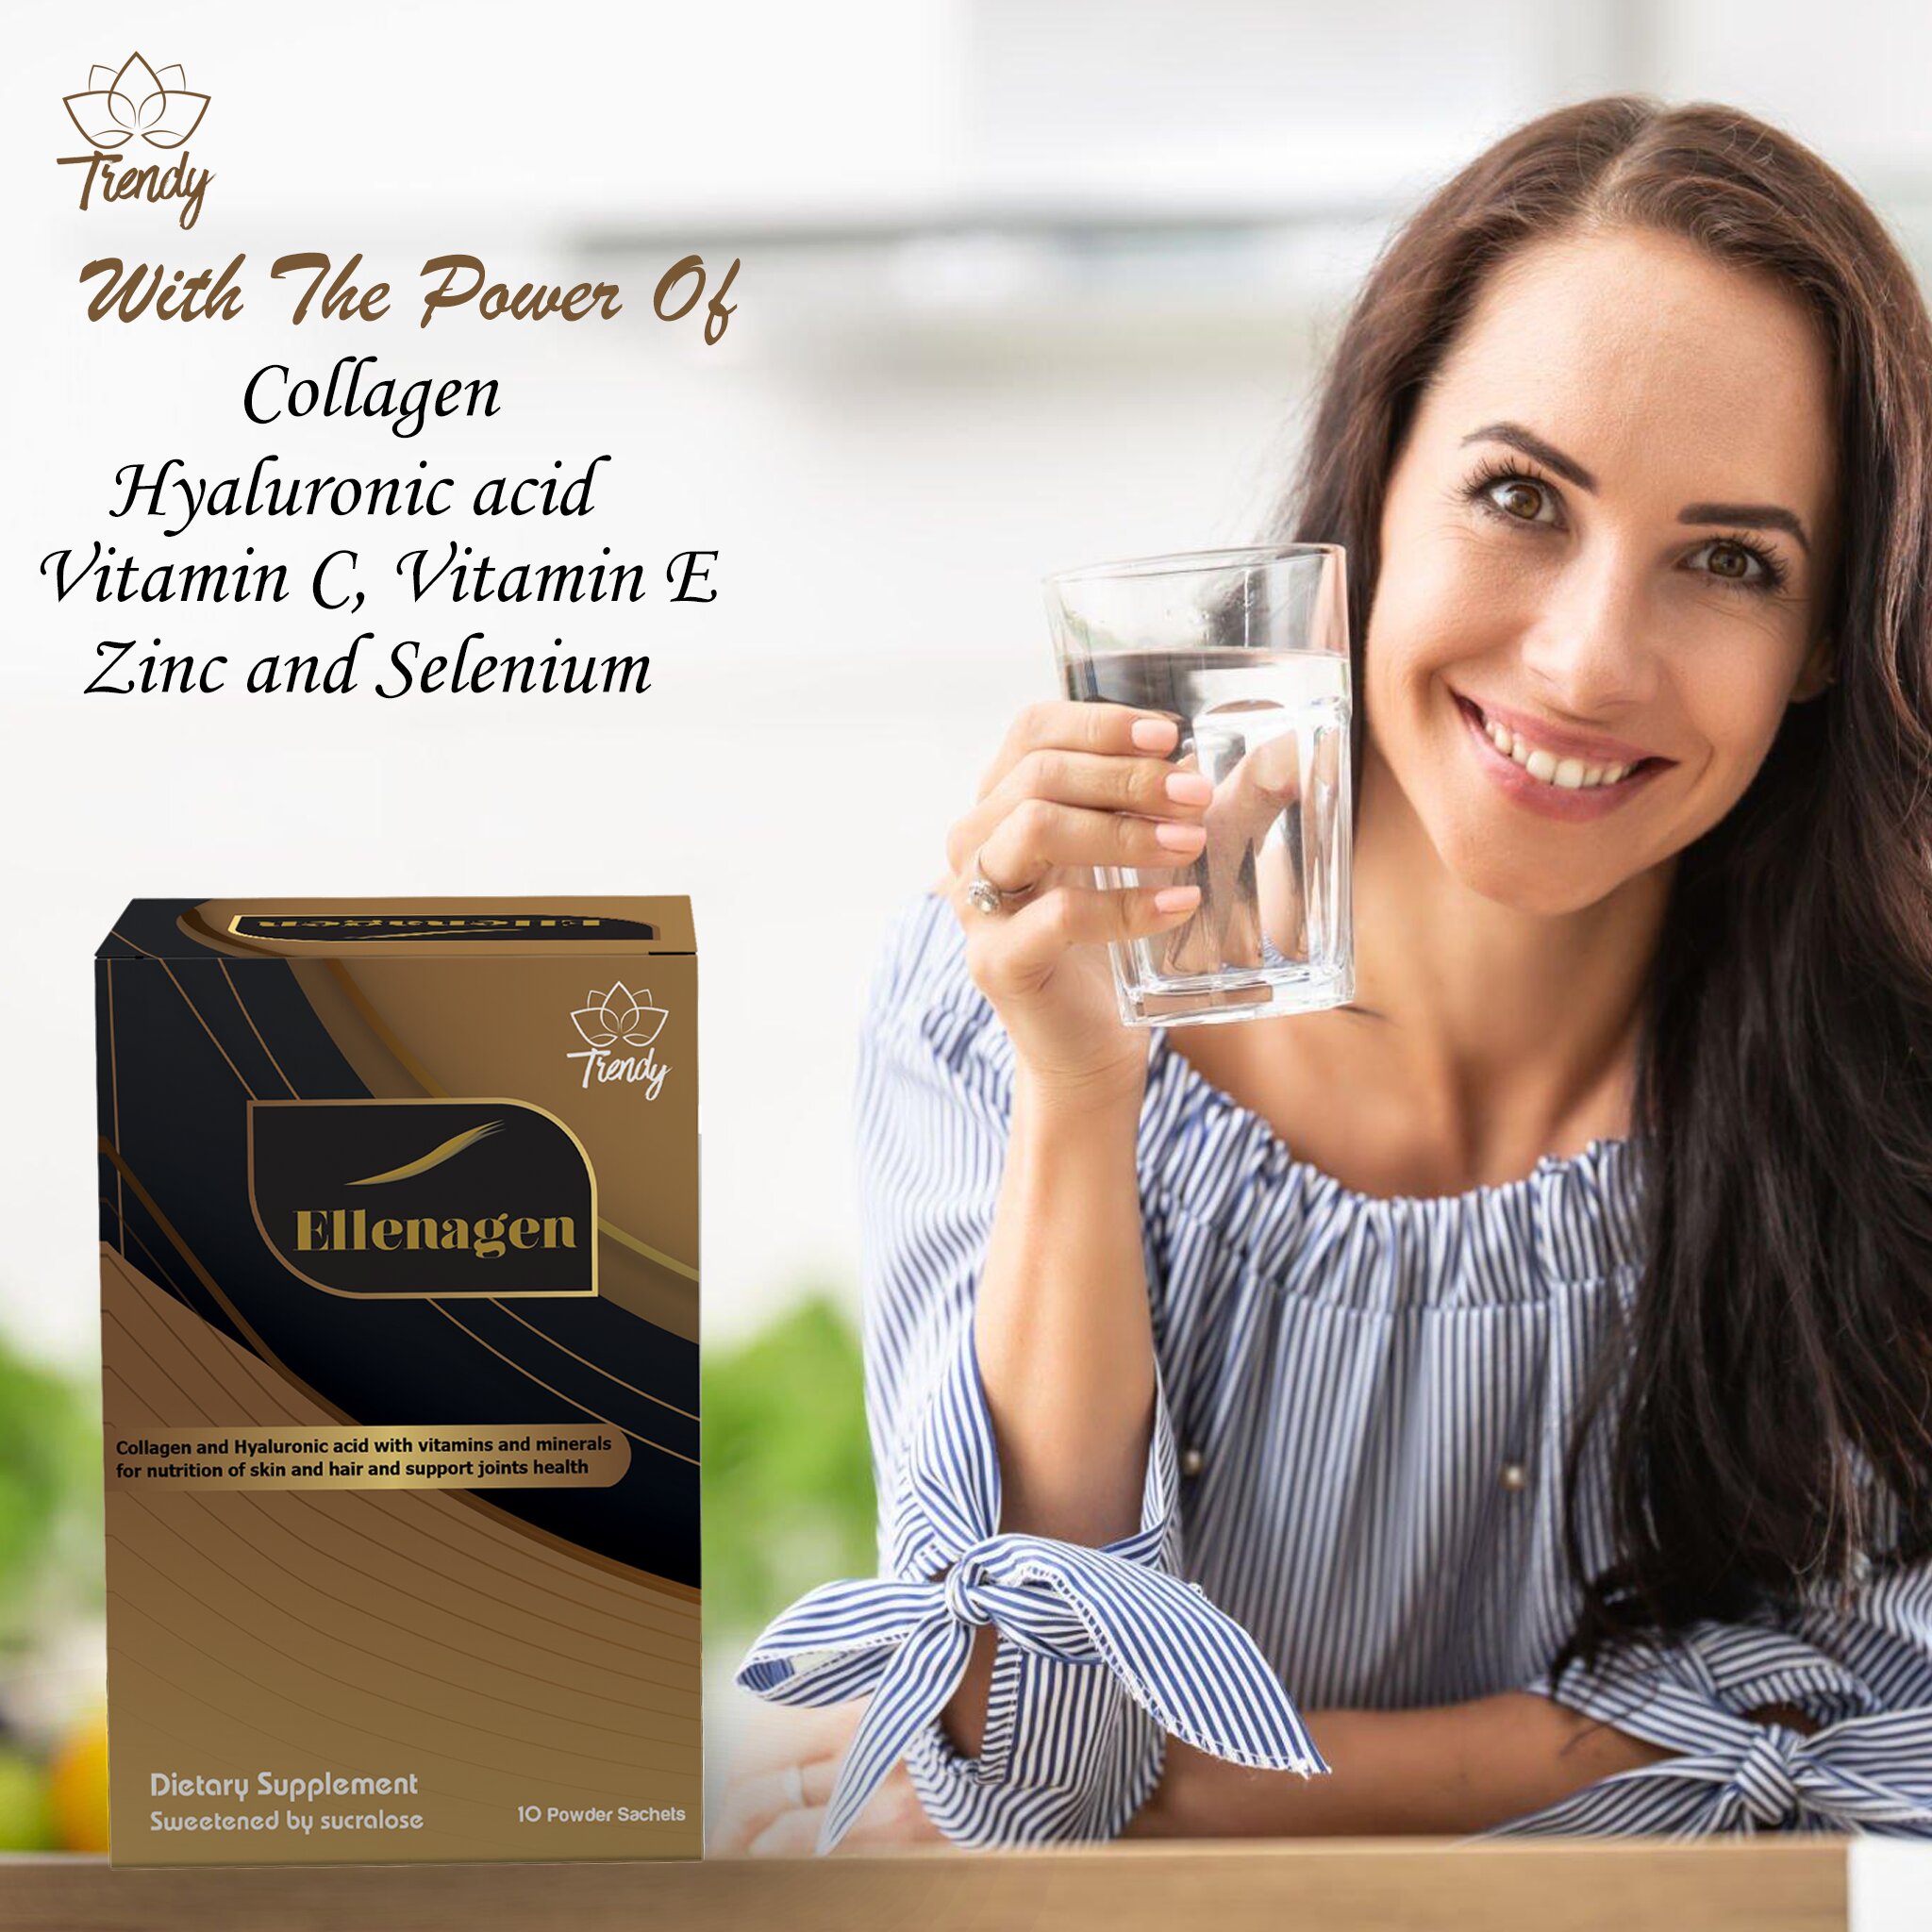 Trendy
With The Power Of
Collagen
Hyaluronic acid
Vitamin C, Vitamin E
Zinc and Selenium
Ellenagen
Trendy
Ellenagen
Collagen and Hyaluronic acid with vitamins and minerals
for nutrition of skin and hair and support joints health
Dietary Supplement
Sweetened by sucralose
10 Powder Sachets